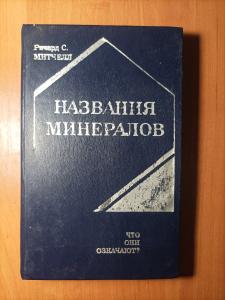 Ричард С.
МИТЧЕЛЛ
НАЗВАНИЯ
МИНЕРАЛОВ
ЧТО
ОНИ
ОЗНАЧАЮТ?